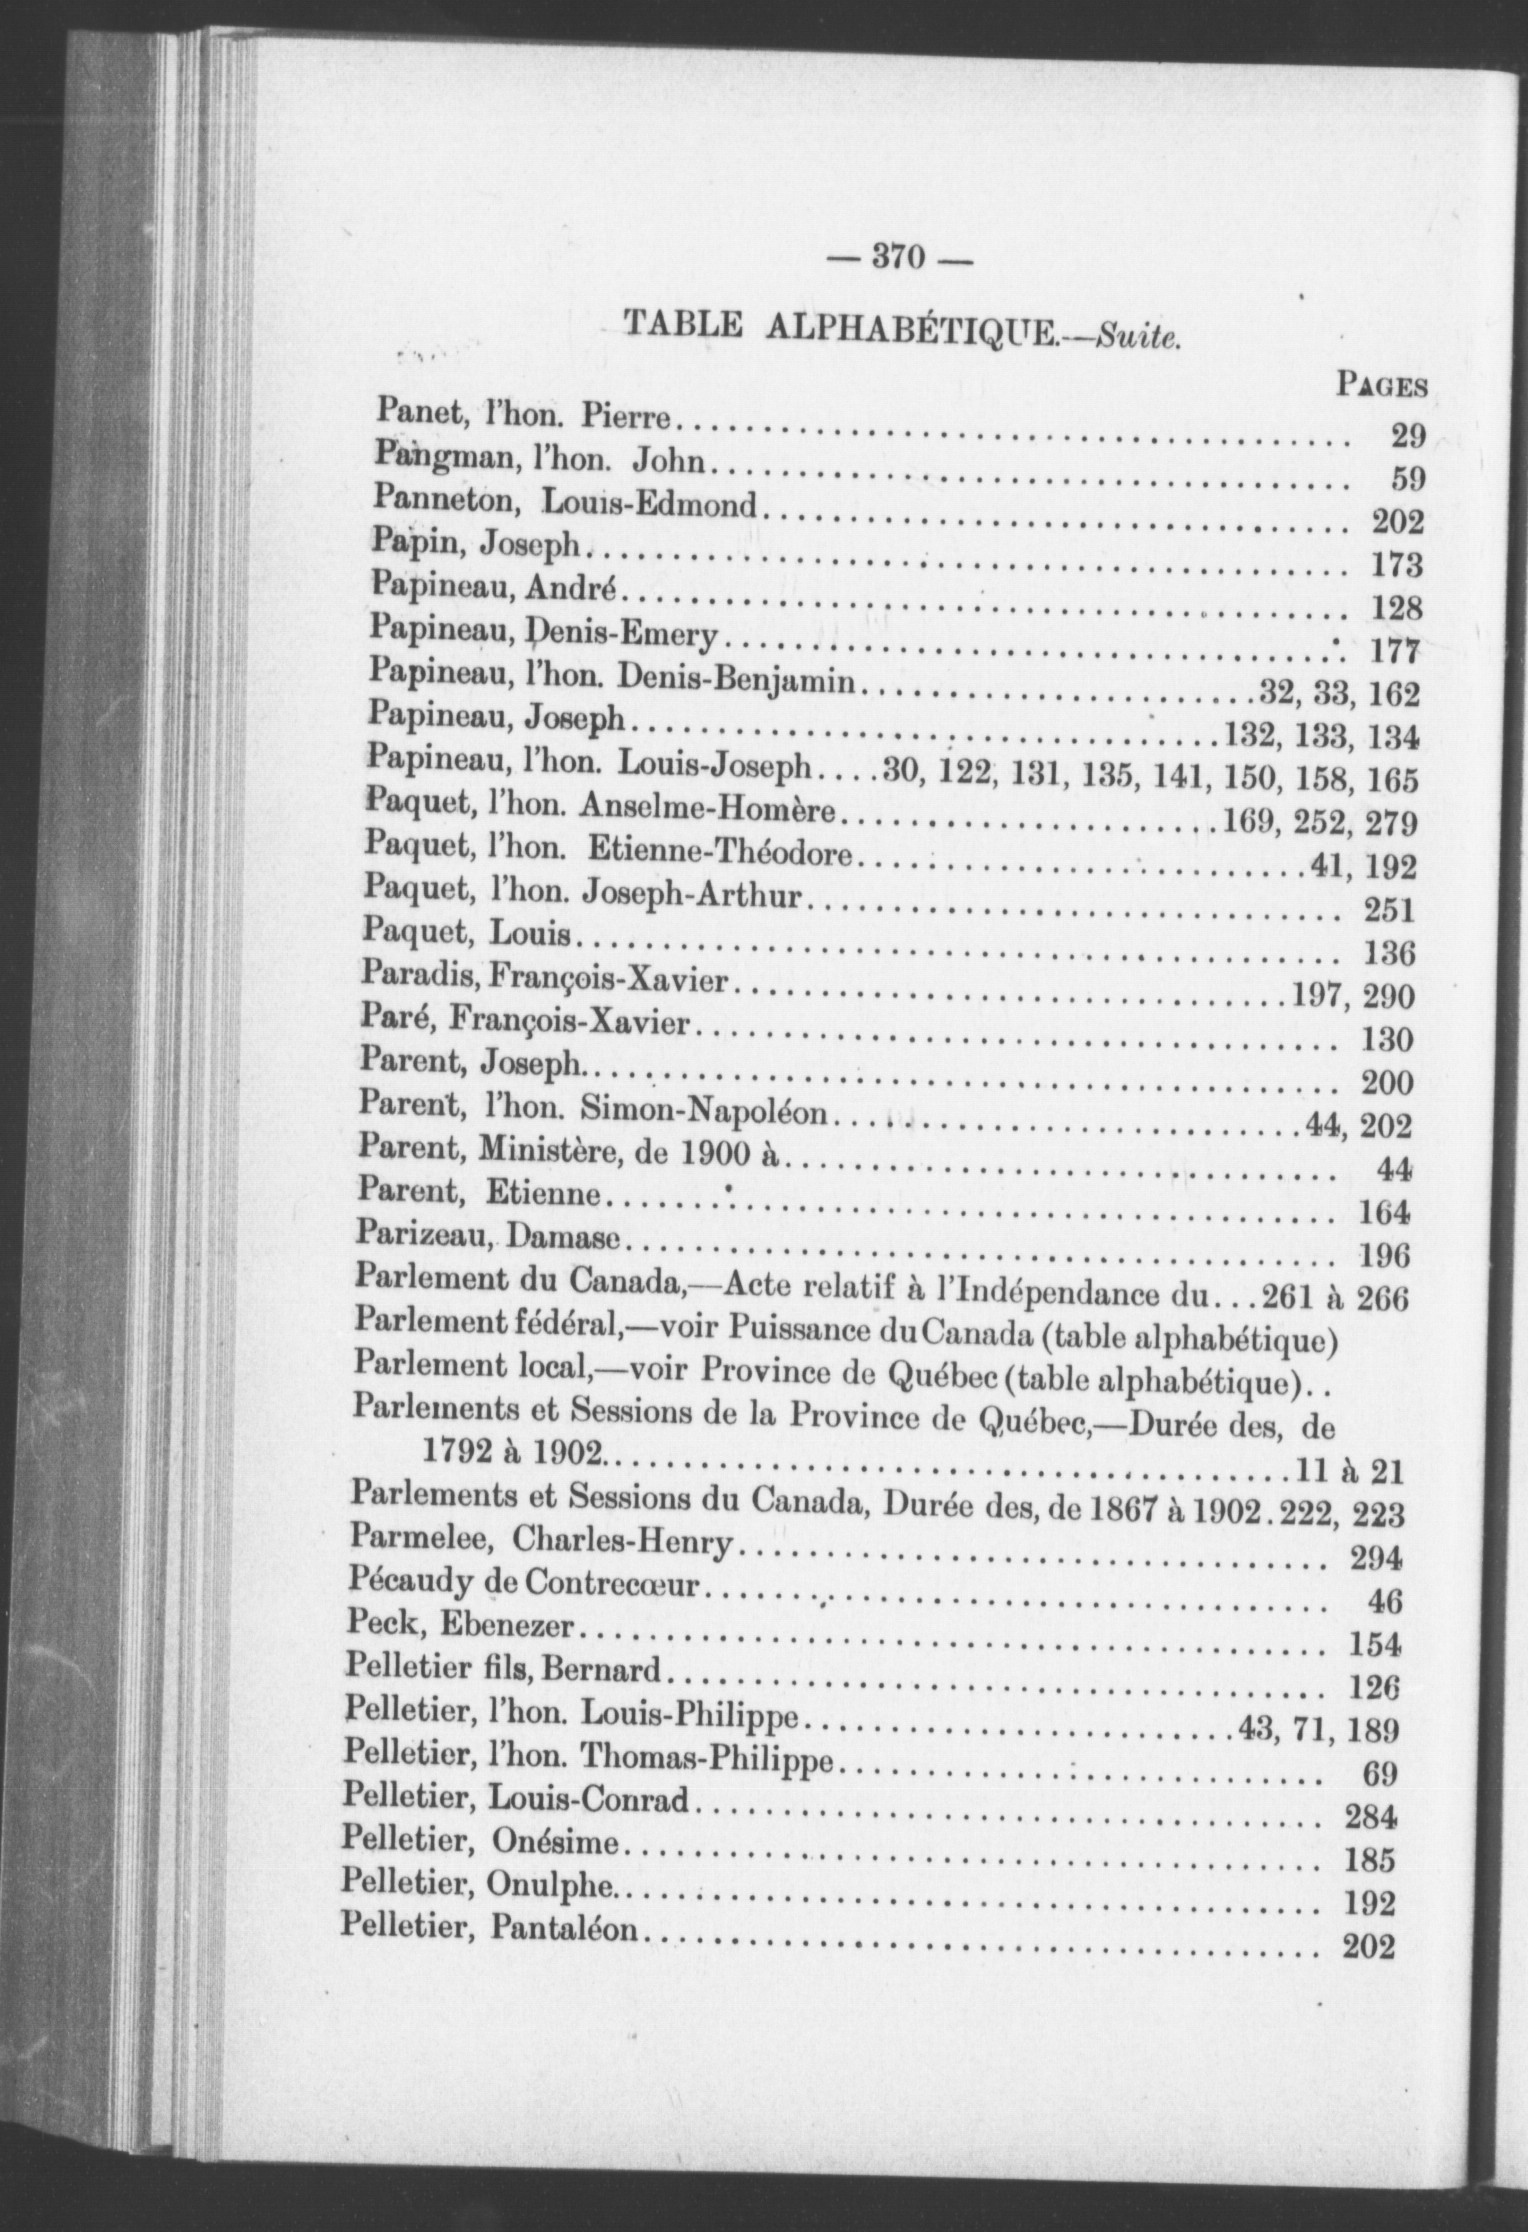 — 370 —
TABLE ALPHABÉTIQUE.—Suite.
PAGES
Panet, l'hon. Pierre........................................ 29
Pangman, l'hon. John...................................... 59
Panneton, Louis-Edmond................................... 202
Papin, Joseph.............................................. 173
Papineau, André........................................... 128
Papineau, Denis-Emery.................................... 177
Papineau, l'hon. Denis-Benjamin.......................32, 33, 162
Papineau, Joseph..................................132, 133, 134
Papineau, l'hon. Louis-Joseph....30, 122, 131, 135, 141, 150, 158, 165
Paquet, l'hon. Anselme-Homère......................169, 252, 279
Paquet, l'hon. Etienne-Théodore..........................41, 192
Paquet, l'hon. Joseph-Arthur............................... 251
Paquet, Louis............................................. 136
Paradis, François-Xavier................................197, 290
Paré, François-Xavier...................................... 130
Parent, Joseph............................................ 200
Parent, l'hon. Simon-Napoléon...........................44, 202
Parent, Ministère, de 1900 à................................ 44
Parent, Etienne........................................... 164
Parizeau, Damase......................................... 196
Parlement du Canada,—Acte relatif à l'Indépendance du...261 à 266
Parlement fédéral,—voir Puissance du Canada (table alphabétique)
Parlement local,—voir Province de Québec (table alphabétique)..
Parlements et Sessions de la Province de Québec,—Durée des, de
1792 à 1902........................................11 à 21
Parlements et Sessions du Canada, Durée des, de 1867 à 1902.222, 223
Parmelee, Charles-Henry.................................. 294
Pécaudy de Contrecœur.................................... 46
Peck, Ebenezer........................................... 154
Pelletier fils, Bernard...................................... 126
Pelletier, l'hon. Louis-Philippe.........................43, 71, 189
Pelletier, l'hon. Thomas-Philippe............................ 69
Pelletier, Louis-Conrad.................................... 284
Pelletier, Onésime........................................ 185
Pelletier, Onulphe......................................... 192
Pelletier, Pantaléon....................................... 202